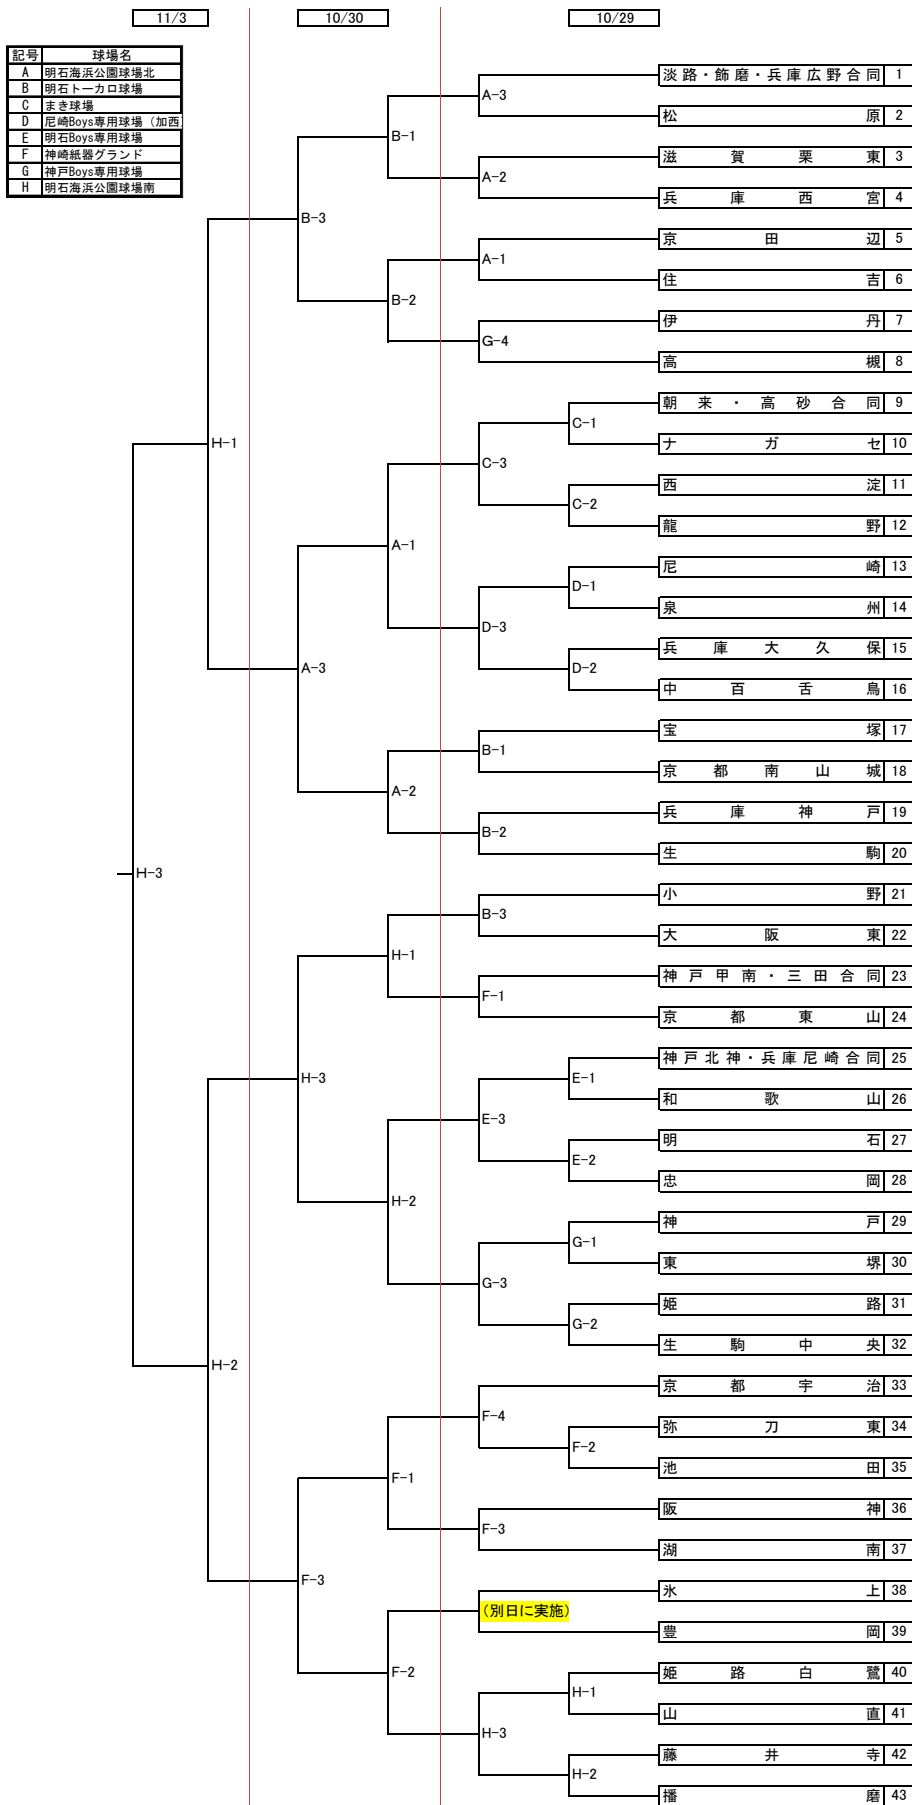 11/3 10/30 10/29
記号 球場名
A 明石海浜公園球場北
B 明石トーカロ球場
C まき球場
D 尼崎Boys専用球場（加西）
E 明石Boys専用球場
F 神崎紙器グランド
G 神戸Boys専用球場
H 明石海浜公園球場南
淡路・飾磨・兵庫広野合同 1
A-3
松原 2
B-1
滋賀栗東 3
A-2
兵庫西宮 4
B-3
京田辺 5
A-1
住吉 6
B-2
伊丹 7
G-4
高槻 8
朝来・高砂合同 9
C-1
H-1
ナガセ 10
C-3
西淀 11
C-2
龍野 12
A-1
尼崎 13
D-1
泉州 14
D-3
兵庫大久保 15
A-3
D-2
中百舌鳥 16
宝塚 17
B-1
京都南山城 18
A-2
兵庫神戸 19
B-2
生駒 20
H-3
小野 21
B-3
大阪東 22
H-1
神戸甲南・三田合同 23
F-1
京都東山 24
神戸北神・兵庫尼崎合同 25
H-3
E-1
和歌山 26
E-3
明石 27
E-2
忠岡 28
H-2
神戸 29
G-1
東堺 30
G-3
姫路 31
G-2
生駒中央 32
H-2
京都宇治 33
F-4
弥刀東 34
F-2
池田 35
F-1
阪神 36
F-3
湖南 37
F-3
氷上 38
(別日に実施)
豊岡 39
F-2
姫路白鷺 40
H-1
山直 41
H-3
藤井寺 42
H-2
播磨 43